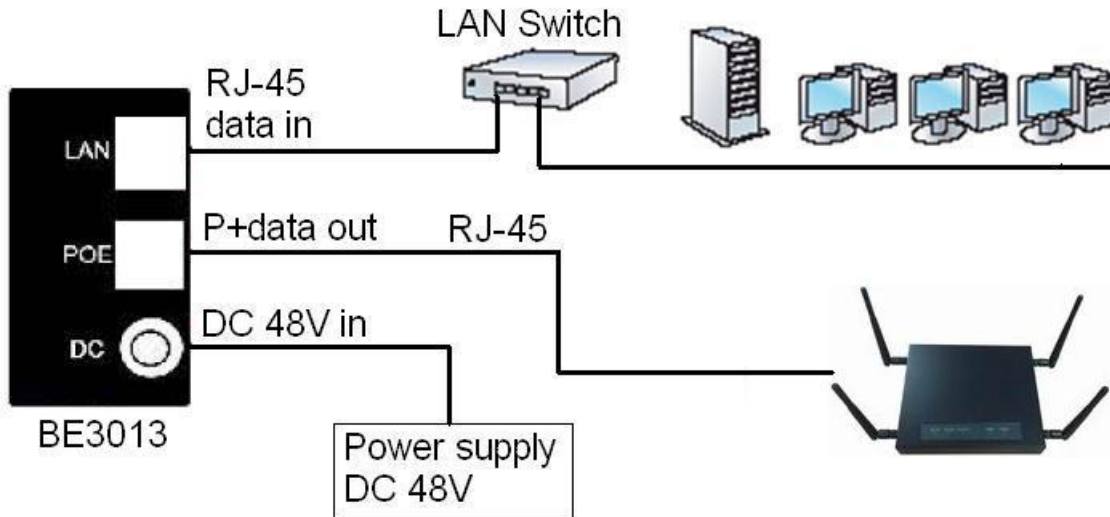 LAN Switch
RJ-45
data in
LAN
P+data out
RJ-45
POE
DC 48V in
DC
BE3013
Power supply
DC 48V